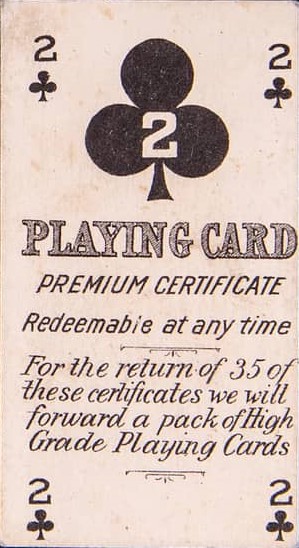 2 2
2
PLAYING CARD
PREMIUM CERTIFICATE
Redeemable at any time
For the return of 35 of
these certificates we will
forward a pack of High
Grade Playing Cards
2 2